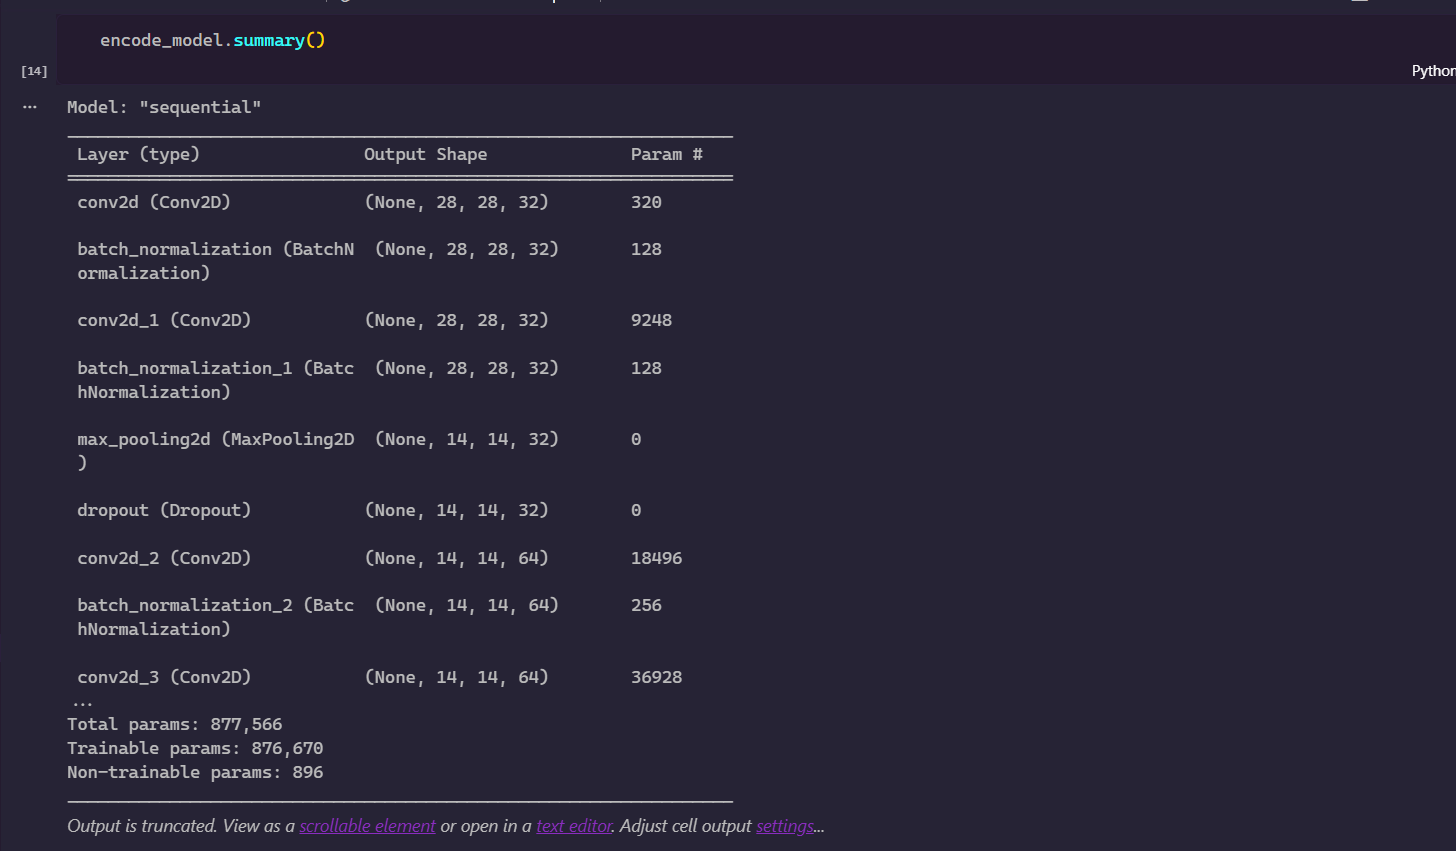 encode_model.summary()
[14]
Python
...
Model: "sequential"
Layer (type) Output Shape Param #
conv2d (Conv2D) (None, 28, 28, 32) 320
batch_normalization (BatchN (None, 28, 28, 32) 128
ormalization)
conv2d_1 (Conv2D) (None, 28, 28, 32) 9248
batch_normalization_1 (Batc (None, 28, 28, 32) 128
hNormalization)
max_pooling2d (MaxPooling2D (None, 14, 14, 32) 0
)
dropout (Dropout) (None, 14, 14, 32) 0
conv2d_2 (Conv2D) (None, 14, 14, 64) 18496
batch_normalization_2 (Batc (None, 14, 14, 64) 256
hNormalization)
conv2d_3 (Conv2D) (None, 14, 14, 64) 36928
...
Total params: 877,566
Trainable params: 876,670
Non-trainable params: 896
Output is truncated. View as a scrollable element or open in a text editor. Adjust cell output settings...